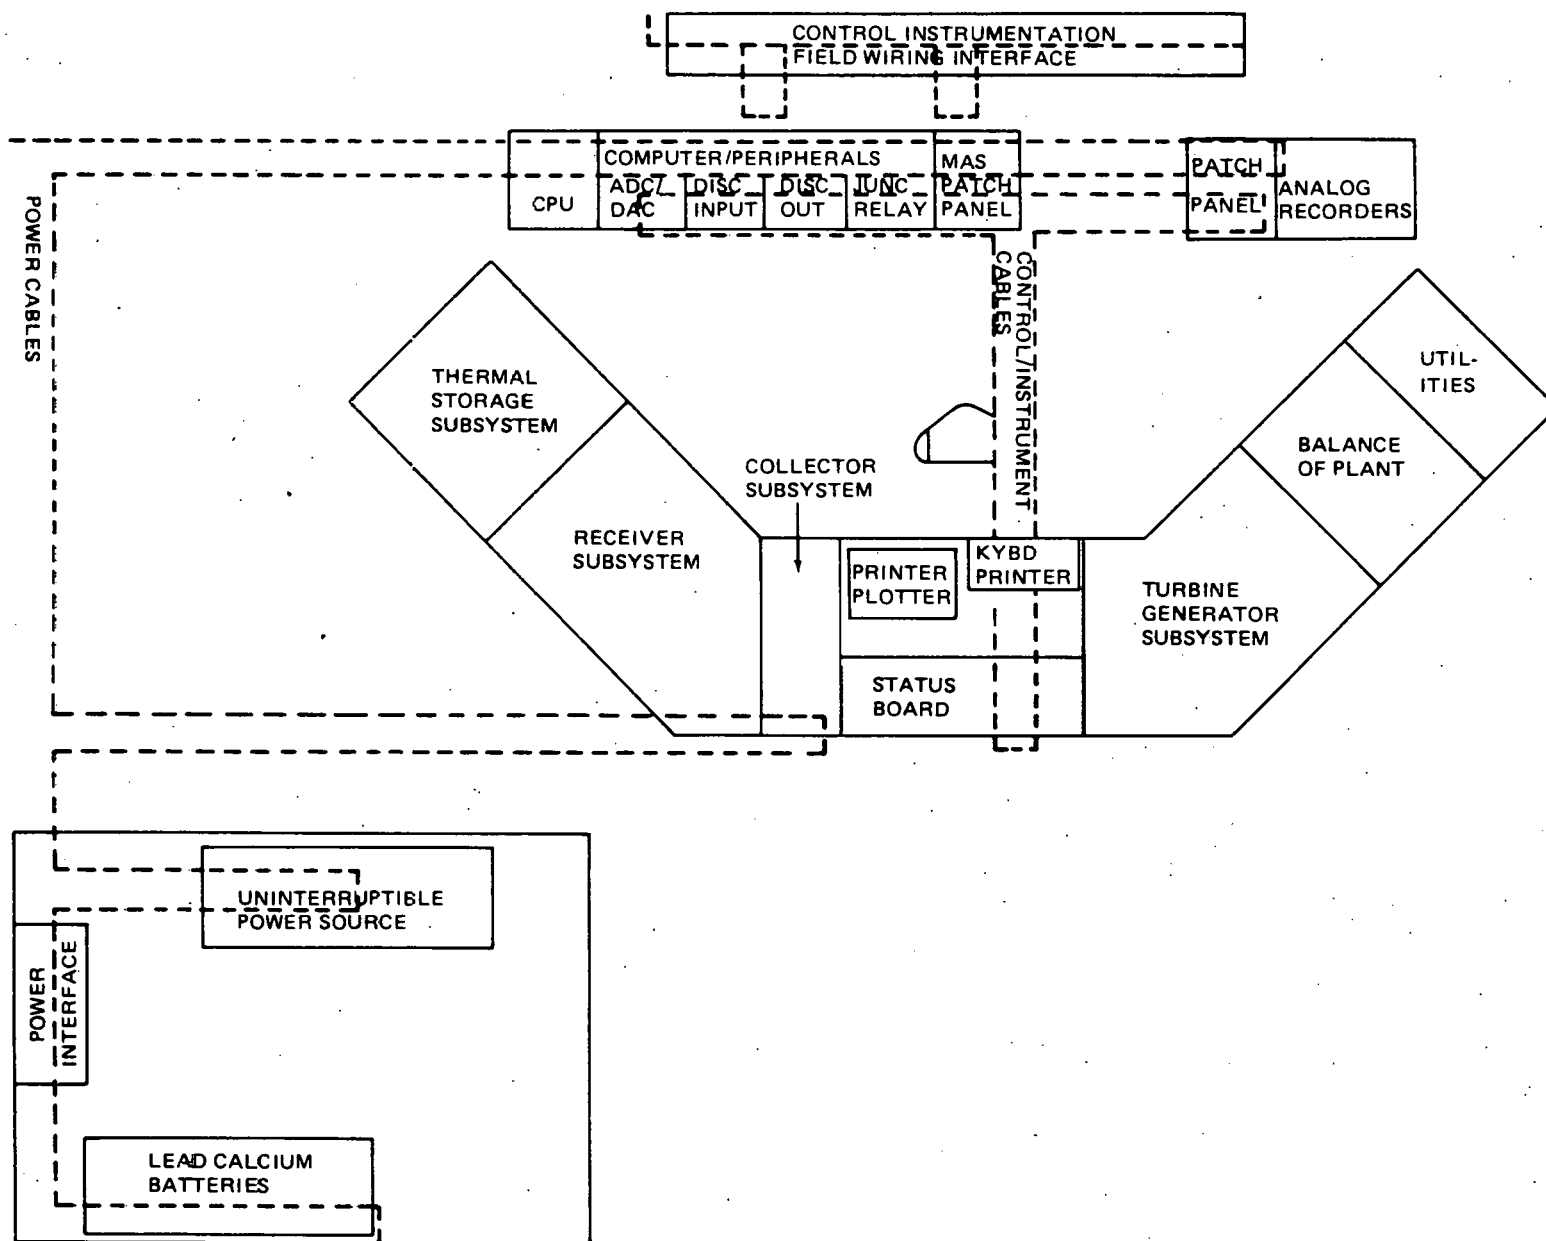 CONTROL INSTRUMENTATION
FIELD WIRING INTERFACE
COMPUTER/PERIPHERALS
CPU
ADC/
DAC
DISC
INPUT
DISC
OUT
JUNC
RELAY
MAS
PATCH
PANEL
PATCH
PANEL
ANALOG
RECORDERS
POWER CABLES
CONTROL/INSTRUMENT
CABLES
THERMAL
STORAGE
SUBSYSTEM
RECEIVER
SUBSYSTEM
COLLECTOR
SUBSYSTEM
PRINTER
PLOTTER
KYBD
PRINTER
STATUS
BOARD
TURBINE
GENERATOR
SUBSYSTEM
BALANCE
OF PLANT
UTIL-
ITIES
UNINTERRUPTIBLE
POWER SOURCE
POWER
INTERFACE
LEAD CALCIUM
BATTERIES